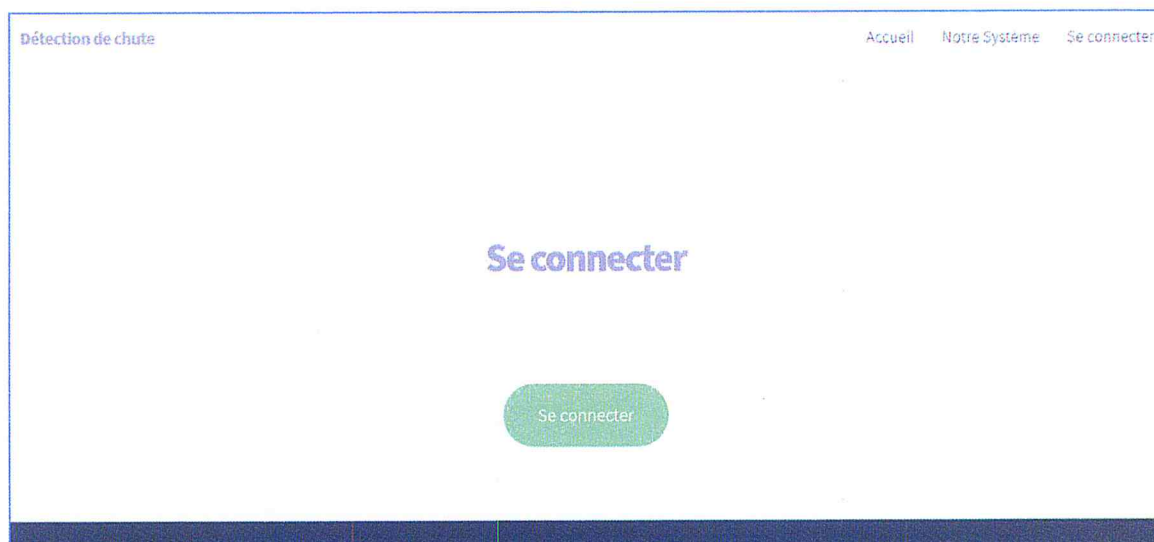 Détection de chute
Accueil Notre Système Se connecter
Se connecter
Se connecter